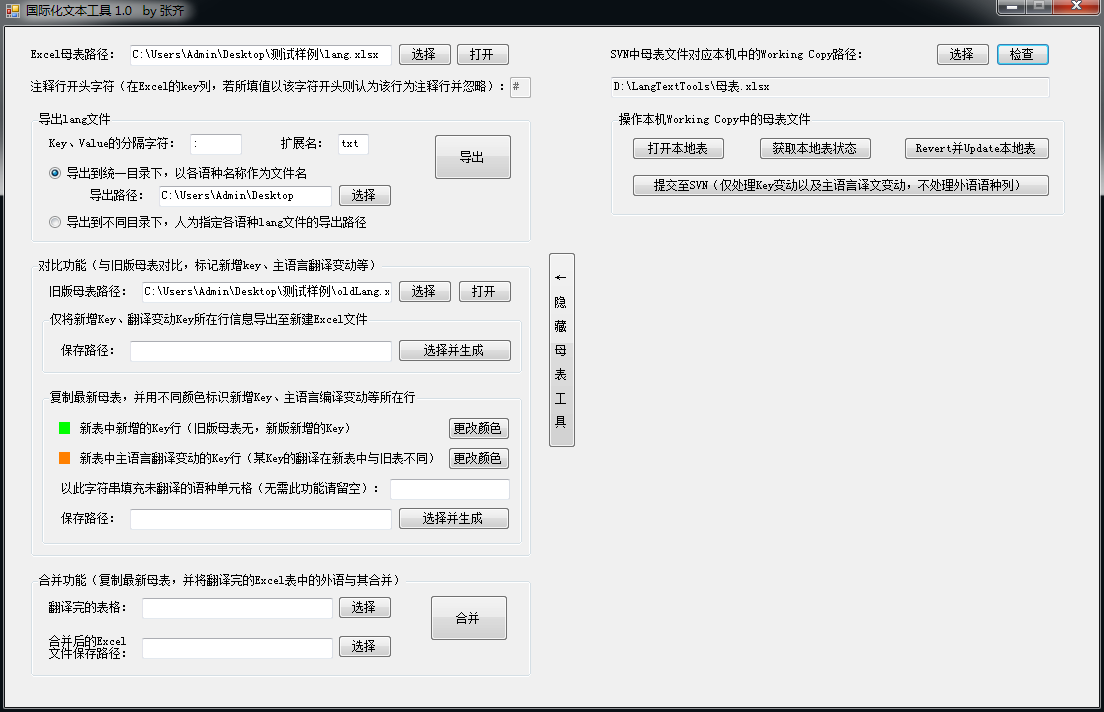 国际化文本工具 1.0 by 张齐
Excel母表路径： C:\Users\Admin\Desktop\测试样例\lang.xlsx 选择 打开
注释行开头字符（在Excel的key列，若所填值以该字符开头则认为该行为注释行并忽略）： #
导出lang文件
Key、Value的分隔字符： : 扩展名： txt
导出
导出到统一目录下，以各语种名称作为文件名
导出路径： C:\Users\Admin\Desktop 选择
导出到不同目录下，人为指定各语种lang文件的导出路径
对比功能（与旧版母表对比，标记新增key、主语言翻译变动等）
旧版母表路径： C:\Users\Admin\Desktop\测试样例\oldLang.x 选择 打开
仅将新增Key、翻译变动Key所在行信息导出至新建Excel文件
保存路径： 选择并生成
复制最新母表，并用不同颜色标识新增Key、主语言编译变动等所在行
新表中新增的Key行（旧版母表无，新版新增的Key） 更改颜色
新表中主语言翻译变动的Key行（某Key的翻译在新表中与旧表不同） 更改颜色
以此字符串填充未翻译的语种单元格（无需此功能请留空）：
保存路径： 选择并生成
合并功能（复制最新母表，并将翻译完的Excel表中的外语与其合并）
翻译完的表格： 选择
合并
合并后的Excel
文件保存路径： 选择
←
隐
藏
母
表
工
具
SVN中母表文件对应本机中的Working Copy路径： 选择 检查
D:\LangTextTools\母表.xlsx
操作本机Working Copy中的母表文件
打开本地表 获取本地表状态 Revert并Update本地表
提交至SVN（仅处理Key变动以及主语言译文变动，不处理外语语种列）